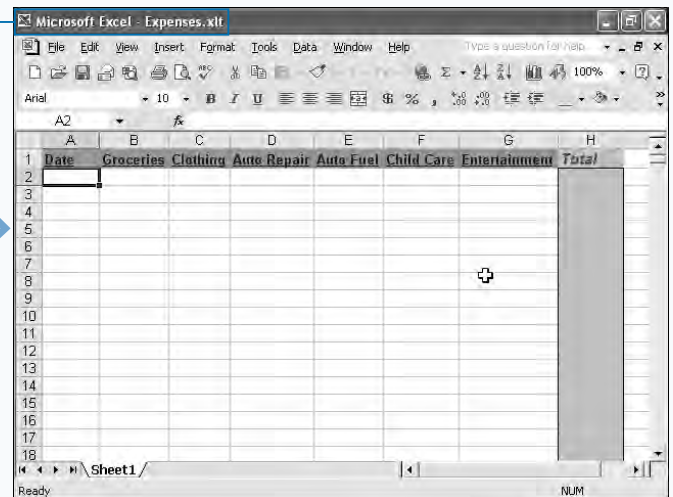 Microsoft Excel - Expenses.xlt
File Edit View Insert Format Tools Data Window Help Type a question for help
100%
Arial 10 B I U $ % ,
A2 fx
A B C D E F G H
1 Date Groceries Clothing Auto Repair Auto Fuel Child Care Entertainment Total
2
3
4
5
6
7
8
9
10
11
12
13
14
15
16
17
18
Sheet1
Ready NUM